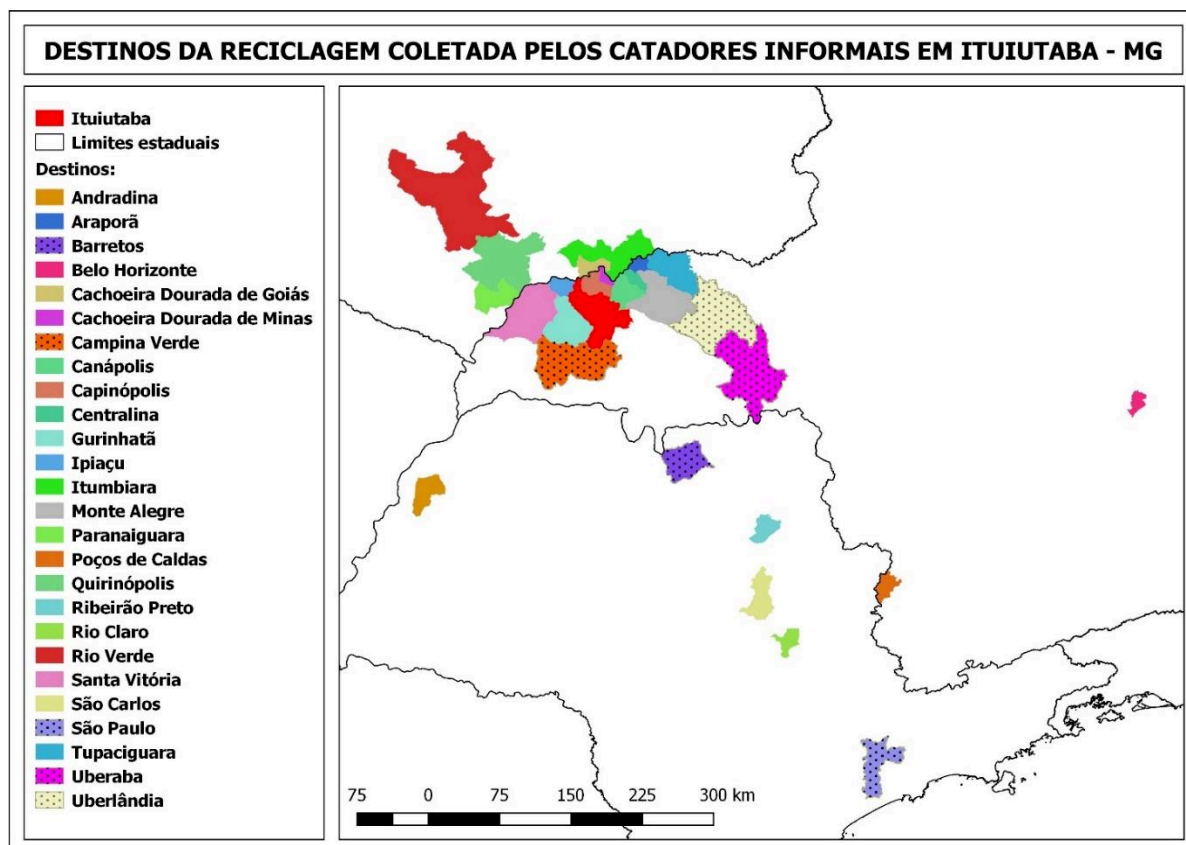 DESTINOS DA RECICLAGEM COLETADA PELOS CATADORES INFORMAIS EM ITUIUTABA - MG
Ituiutaba
Limites estaduais
Destinos:
Andradina
Araporã
Barretos
Belo Horizonte
Cachoeira Dourada de Goiás
Cachoeira Dourada de Minas
Campina Verde
Canápolis
Capinópolis
Centralina
Gurinhatã
Ipiaçu
Itumbiara
Monte Alegre
Paranaiguara
Poços de Caldas
Quirinópolis
Ribeirão Preto
Rio Claro
Rio Verde
Santa Vitória
São Carlos
São Paulo
Tupaciguara
Uberaba
Uberlândia
75 0 75 150 225 300 km